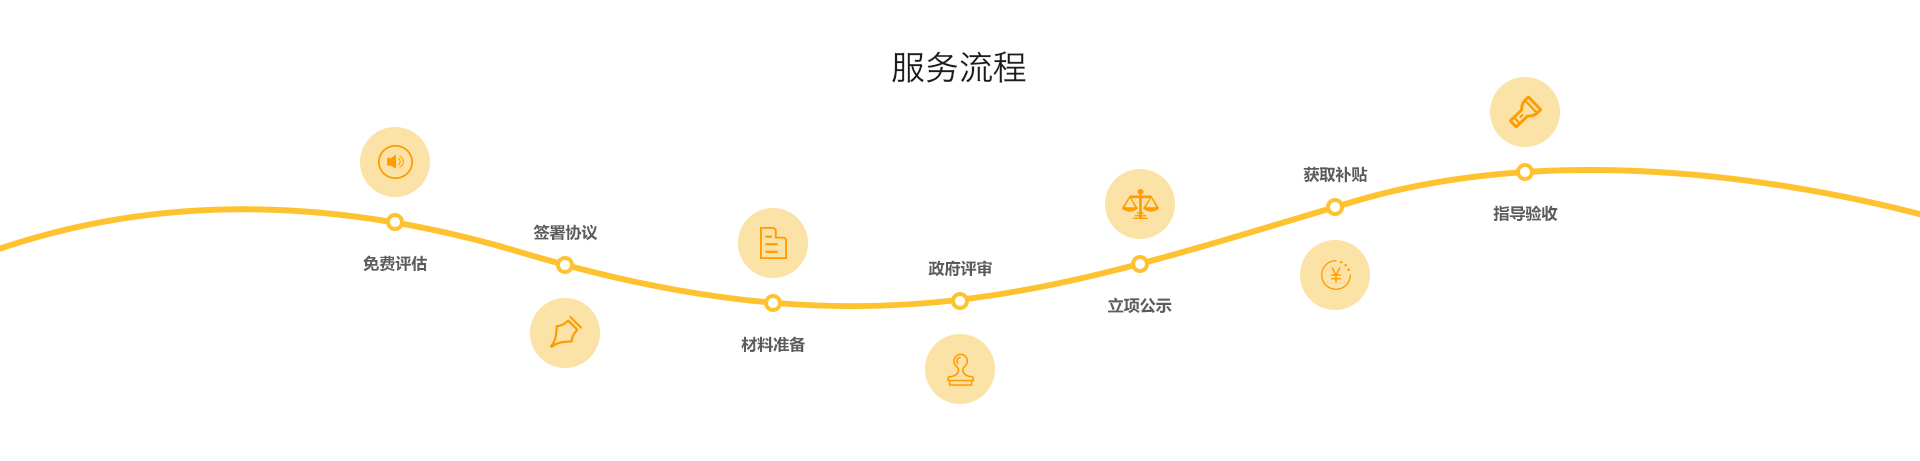 服务流程
免费评估
签署协议
材料准备
政府评审
立项公示
获取补贴
指导验收